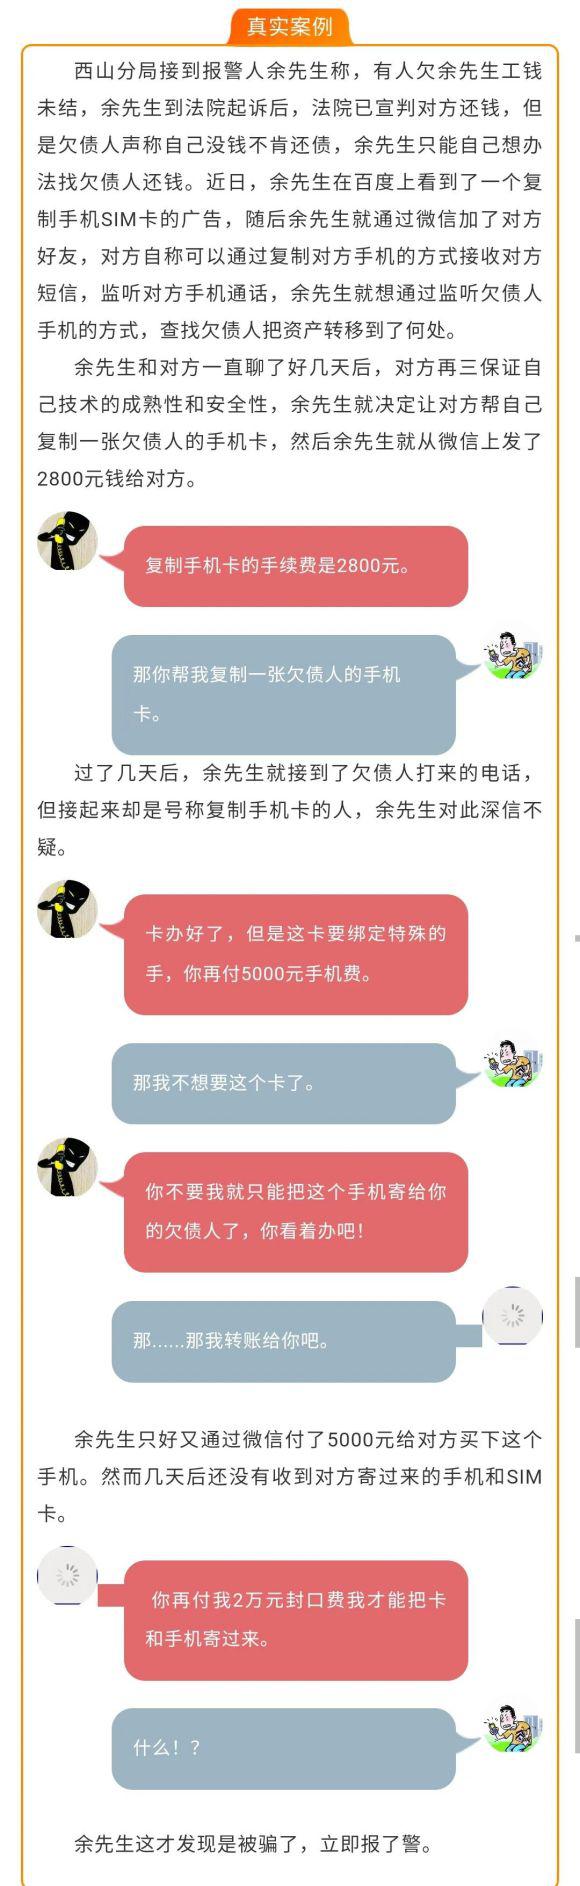 真实案例
西山分局接到报警人余先生称，有人欠余先生工钱
未结，余先生到法院起诉后，法院已宣判对方还钱，但
是欠债人声称自己没钱不肯还债，余先生只能自己想办
法找欠债人还钱。近日，余先生在百度上看到了一个复
制手机SIM卡的广告，随后余先生就通过微信加了对方
好友，对方自称可以通过复制对方手机的方式接收对方
短信，监听对方手机通话，余先生就想通过监听欠债人
手机的方式，查找欠债人把资产转移到了何处。
余先生和对方一直聊了好几天后，对方再三保证自
己技术的成熟性和安全性，余先生就决定让对方帮自己
复制一张欠债人的手机卡，然后余先生就从微信上发了
2800元钱给对方。
复制手机卡的手续费是2800元。
那你帮我复制一张欠债人的手机
卡。
过了几天后，余先生就接到了欠债人打来的电话，
但接起来却是号称复制手机卡的人，余先生对此深信不
疑。
卡办好了，但是这卡要绑定特殊的
手，你再付5000元手机费。
那我不想要这个卡了。
你不要我就只能把这个手机寄给你
的欠债人了，你看着办吧！
那......那我转账给你吧。
余先生只好又通过微信付了5000元给对方买下这个
手机。然而几天后还没有收到对方寄过来的手机和SIM
卡。
你再付我2万元封口费我才能把卡
和手机寄过来。
什么！？
余先生这才发现是被骗了，立即报了警。